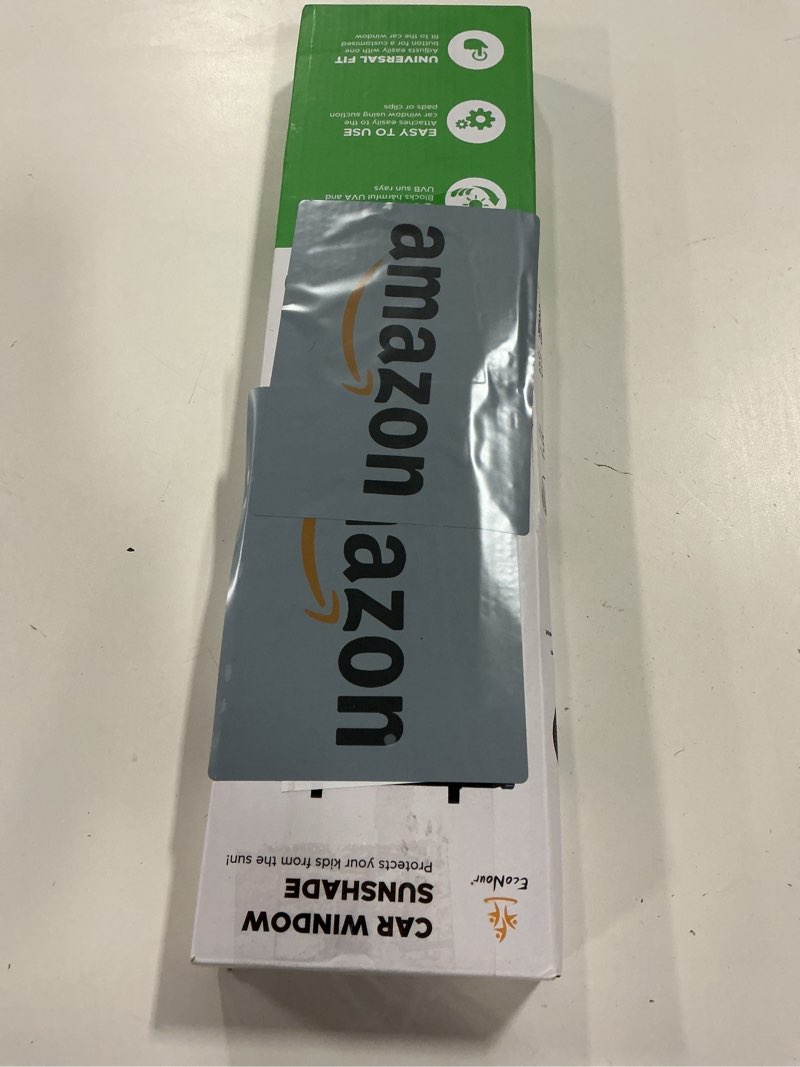 EcoNour
CAR WINDOW
SUNSHADE
Protects your kids from the sun!
amazon
azon
Blocks harmful UVA and
UVB sun rays
EASY TO USE
Attaches easily to the
car window using suction
pads or clips
UNIVERSAL FIT
Adjusts easily with one
button for a customised
fit to the car window